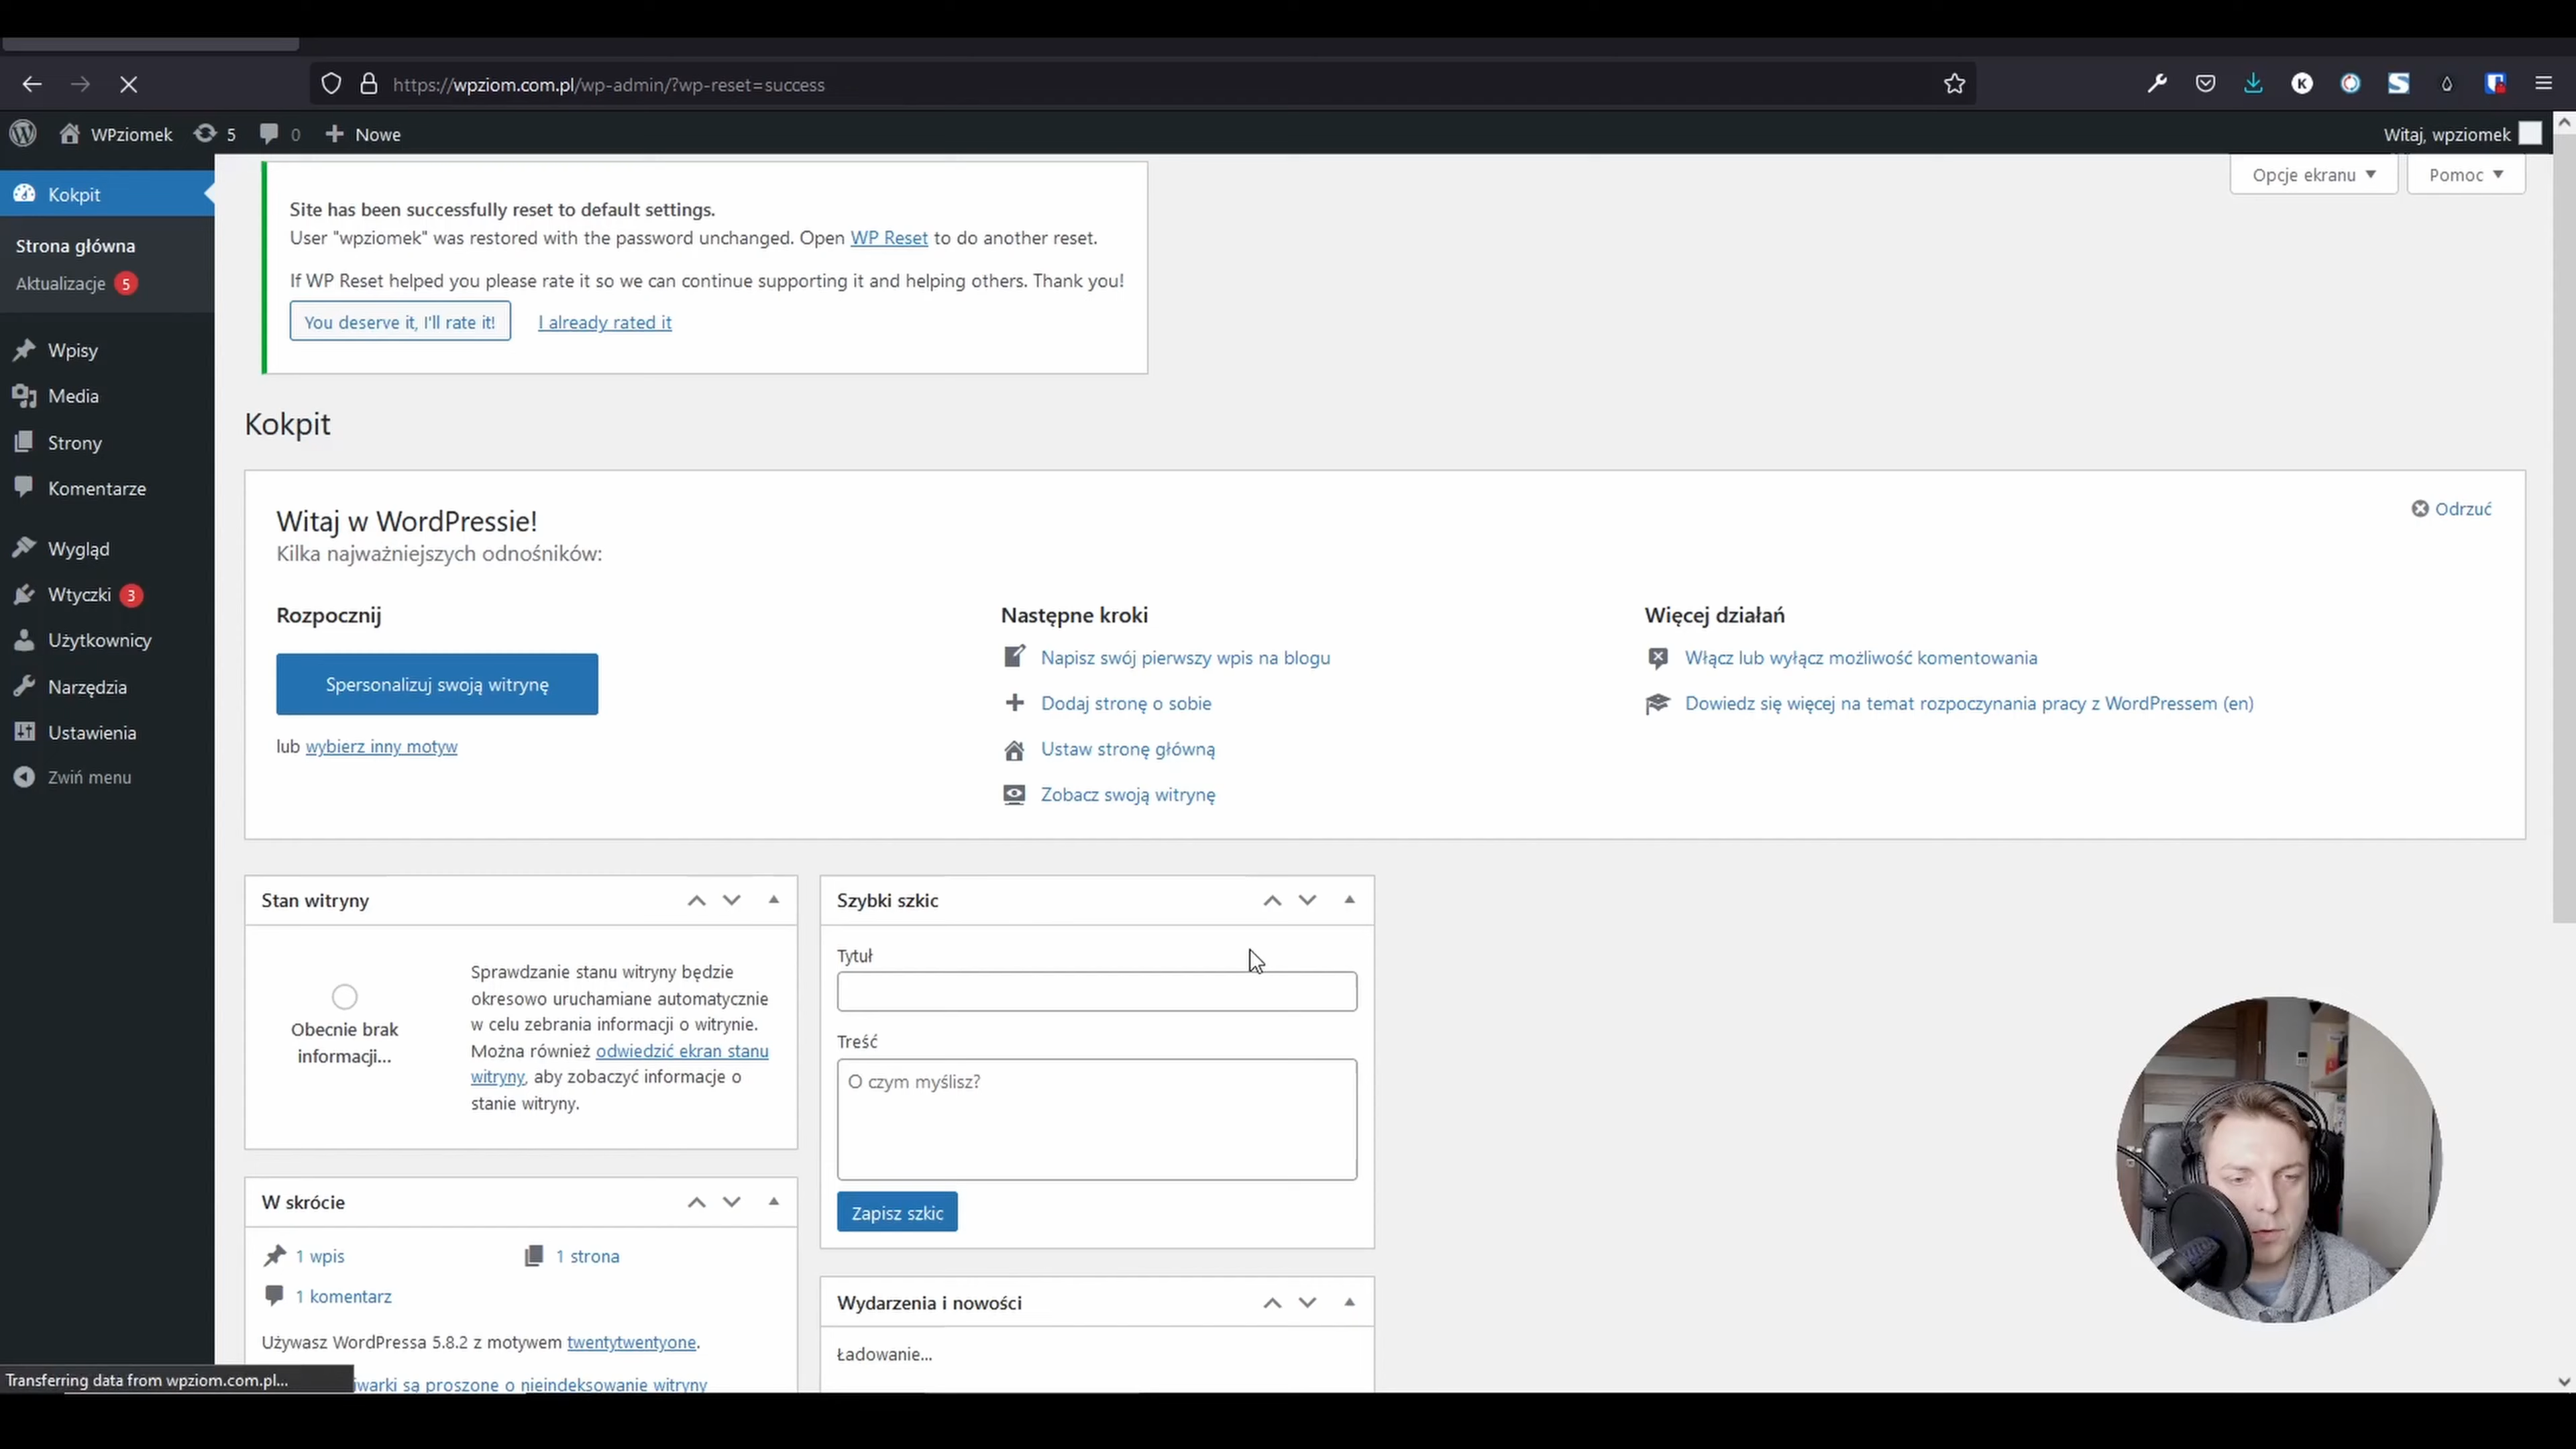 https://wpziom.com.pl/wp-admin/?wp-reset=success
WPziomek 5 0 Nowe
Witaj, wpziomek
Kokpit
Strona główna
Aktualizacje 5
Wpisy
Media
Strony
Komentarze
Wygląd
Wtyczki 3
Użytkownicy
Narzędzia
Ustawienia
Zwiń menu
Opcje ekranu
Pomoc
Site has been successfully reset to default settings.
User "wpziomek" was restored with the password unchanged. Open WP Reset to do another reset.
If WP Reset helped you please rate it so we can continue supporting it and helping others. Thank you!
You deserve it, I'll rate it! I already rated it
Kokpit
Witaj w WordPressie!
Odrzuć
Kilka najważniejszych odnośników:
Rozpocznij
Spersonalizuj swoją witrynę
lub wybierz inny motyw
Następne kroki
Napisz swój pierwszy wpis na blogu
Dodaj stronę o sobie
Ustaw stronę główną
Zobacz swoją witrynę
Więcej działań
Włącz lub wyłącz możliwość komentowania
Dowiedz się więcej na temat rozpoczynania pracy z WordPressem (en)
Stan witryny
Obecnie brak
informacji...
Sprawdzanie stanu witryny będzie
okresowo uruchamiane automatycznie
w celu zebrania informacji o witrynie.
Można również odwiedzić ekran stanu
witryny, aby zobaczyć informacje o
stanie witryny.
W skrócie
1 wpis
1 strona
1 komentarz
Używasz WordPressa 5.8.2 z motywem twentytwentyone.
iwarki są proszone o nieindeksowanie witryny
Szybki szkic
Tytuł
Treść
O czym myślisz?
Zapisz szkic
Wydarzenia i nowości
Ładowanie...
Transferring data from wpziom.com.pl...